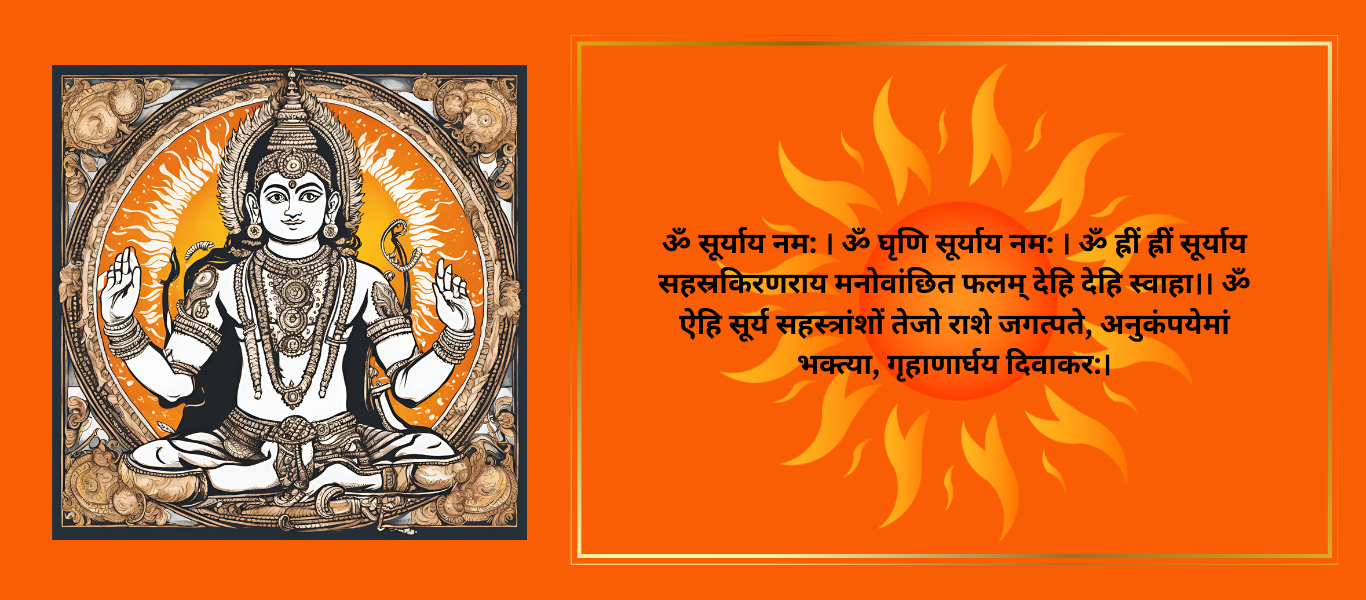 ॐ सूर्याय नम: । ॐ घृणि सूर्याय नम: । ॐ ह्रीं ह्रीं सूर्याय
सहस्रकिरणराय मनोवांछित फलम् देहि देहि स्वाहा।। ॐ
ऐहि सूर्य सहस्त्रांशों तेजो राशे जगत्पते, अनुकंपयेमां
भक्त्या, गृहाणार्घय दिवाकर:।